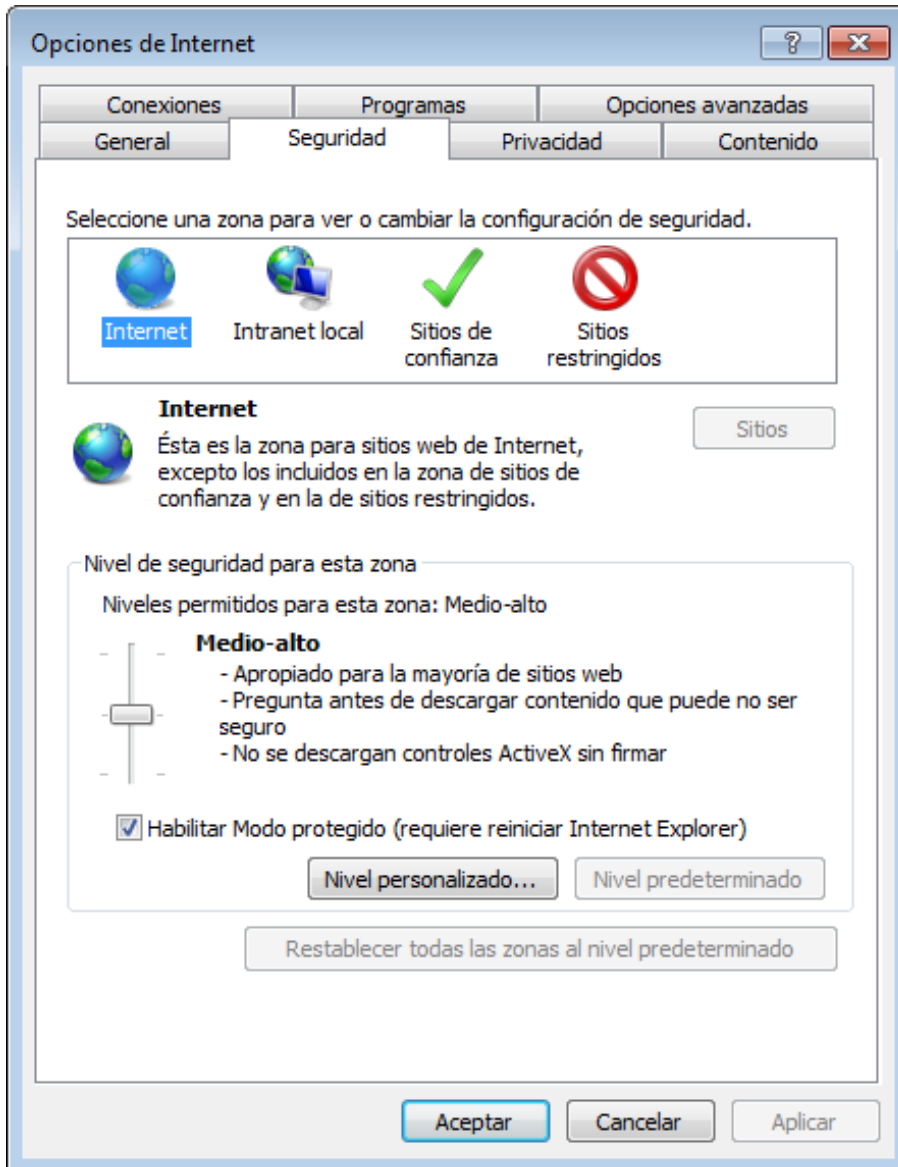 Opciones de Internet
Conexiones
Programas
Opciones avanzadas
General
Seguridad
Privacidad
Contenido
Seleccione una zona para ver o cambiar la configuración de seguridad.
Internet
Intranet local
Sitios de
confianza
Sitios
restringidos
Internet
Sitios
Ésta es la zona para sitios web de Internet,
excepto los incluidos en la zona de sitios de
confianza y en la de sitios restringidos.
Nivel de seguridad para esta zona
Niveles permitidos para esta zona: Medio-alto
Medio-alto
- Apropiado para la mayoría de sitios web
- Pregunta antes de descargar contenido que puede no ser
seguro
- No se descargan controles ActiveX sin firmar
Habilitar Modo protegido (requiere reiniciar Internet Explorer)
Nivel personalizado...
Nivel predeterminado
Restablecer todas las zonas al nivel predeterminado
Aceptar
Cancelar
Aplicar